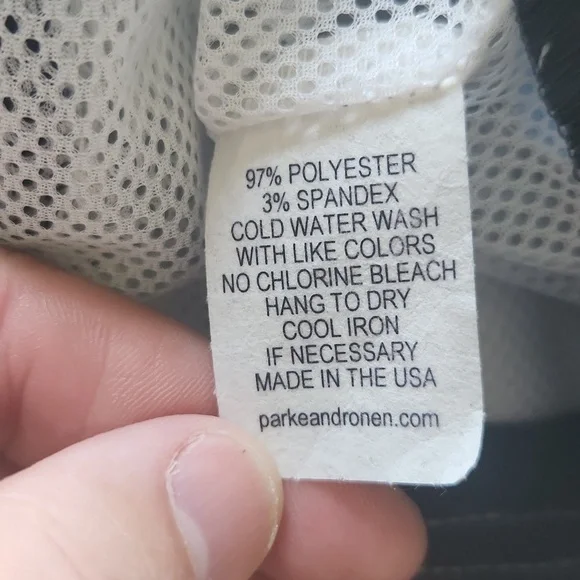 97% POLYESTER
3% SPANDEX
COLD WATER WASH
WITH LIKE COLORS
NO CHLORINE BLEACH
HANG TO DRY
COOL IRON
IF NECESSARY
MADE IN THE USA
parkeandronen.com